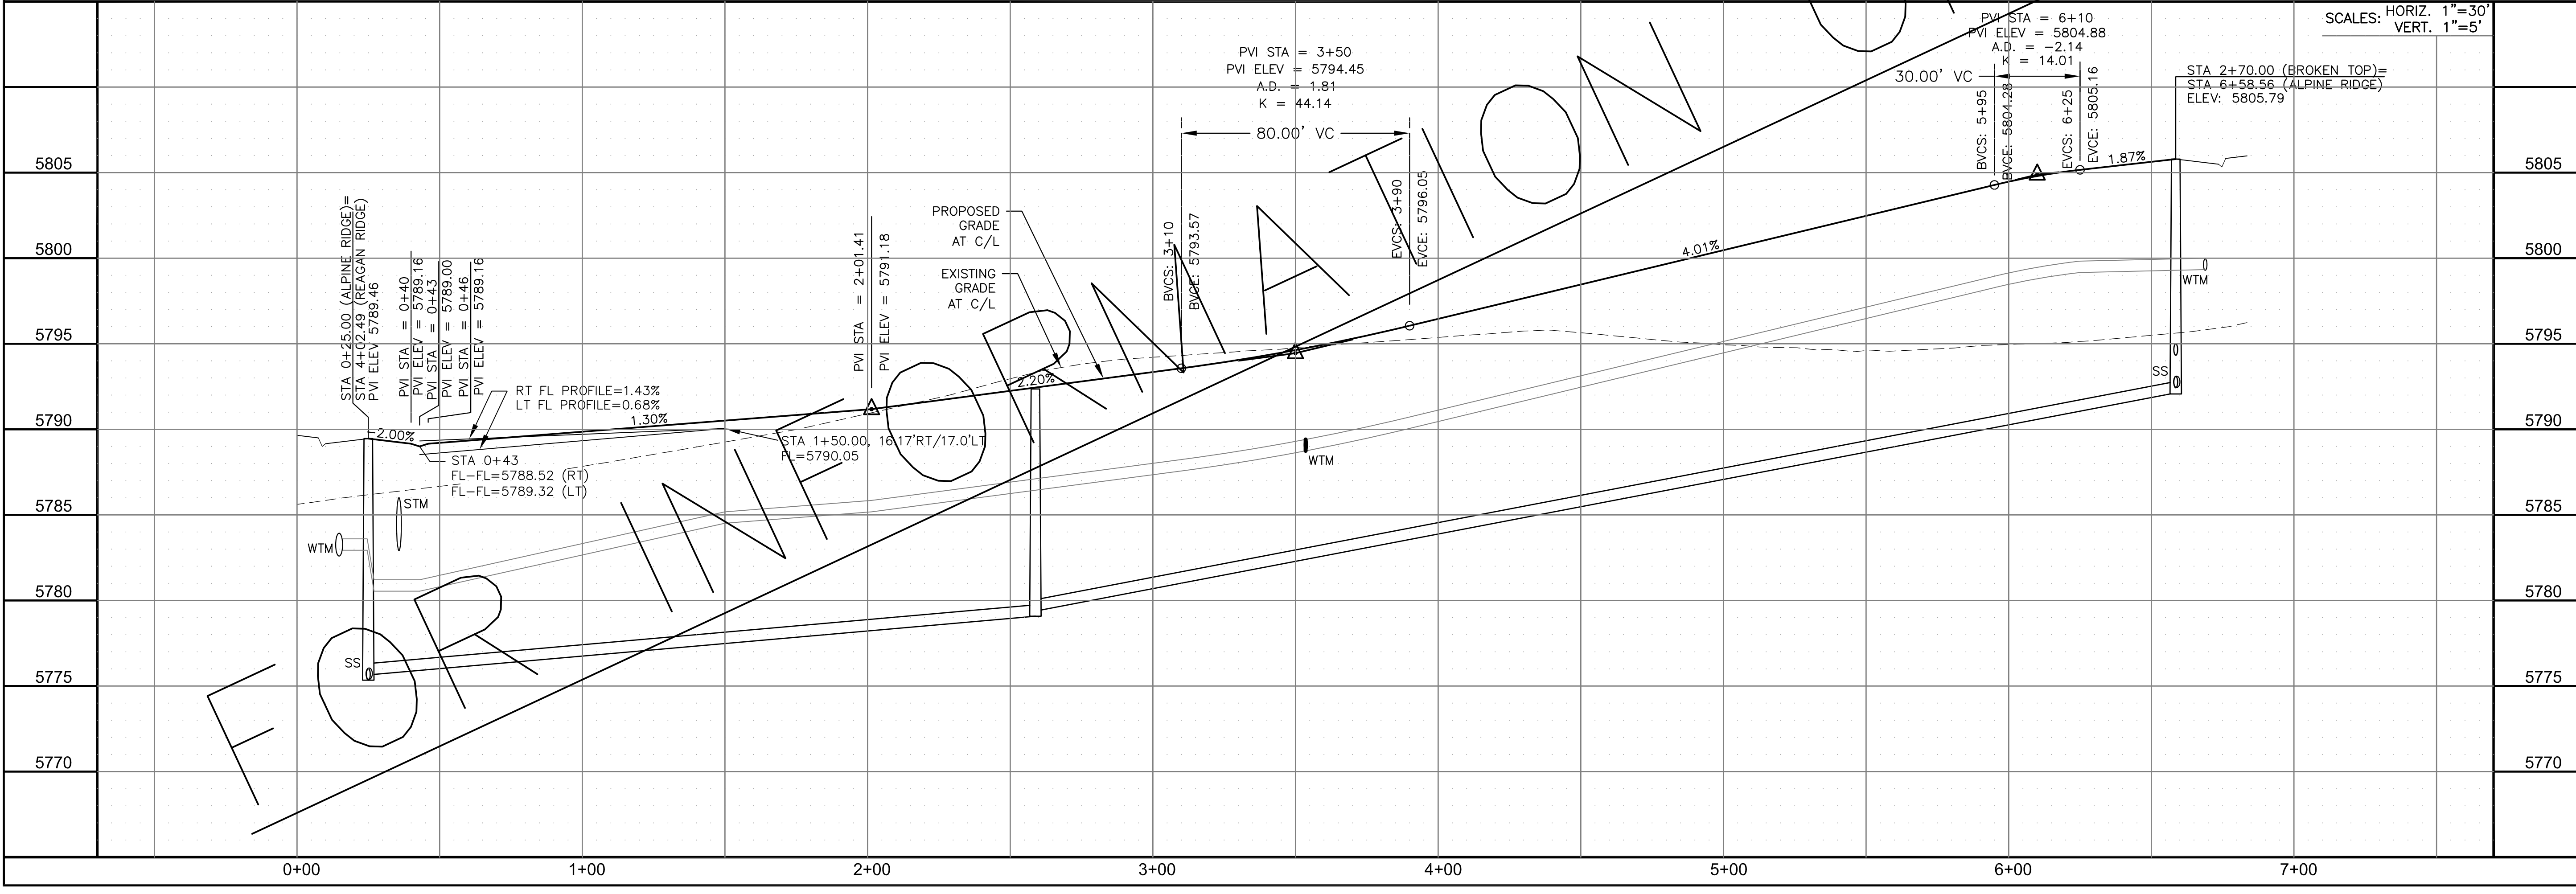 SCALES: HORIZ. 1"=30'
VERT. 1"=5'
PVI STA = 6+10
PVI ELEV = 5804.88
A.D. = -2.14
K = 14.01
30.00' VC
BVCS: 5+95
BVCE: 5804.28
EVCS: 6+25
EVCE: 5805.16
STA 2+70.00 (BROKEN TOP)=
STA 6+58.56 (ALPINE RIDGE)
ELEV: 5805.79
PVI STA = 3+50
PVI ELEV = 5794.45
A.D. = 1.81
K = 44.14
80.00' VC
BVCS: 3+10
BVCE: 5793.57
EVCS: 3+90
EVCE: 5796.05
PROPOSED
GRADE
AT C/L
EXISTING
GRADE
AT C/L
PVI STA = 2+01.41
PVI ELEV = 5791.18
STA 0+25.00 (ALPINE RIDGE)=
STA 4+02.49 (REAGAN RIDGE)
PVI ELEV 5789.46
PVI STA = 0+40
PVI ELEV = 5789.16
PVI STA = 0+43
PVI ELEV = 5789.00
PVI STA = 0+46
PVI ELEV = 5789.16
RT FL PROFILE=1.43%
LT FL PROFILE=0.68%
-2.00%
1.30%
2.20%
4.01%
1.87%
STA 1+50.00, 16.17'RT/17.0'LT
FL=5790.05
STA 0+43
FL-FL=5788.52 (RT)
FL-FL=5789.32 (LT)
STM
WTM
SS
WTM
SS
WTM
FOR INFORMATION
5805
5800
5795
5790
5785
5780
5775
5770
5805
5800
5795
5790
5785
5780
5775
5770
0+00
1+00
2+00
3+00
4+00
5+00
6+00
7+00